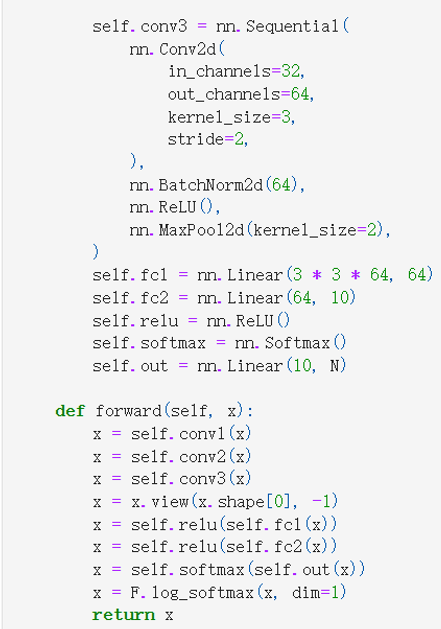 self.conv3 = nn.Sequential(
nn.Conv2d(
in_channels=32,
out_channels=64,
kernel_size=3,
stride=2,
),
nn.BatchNorm2d(64),
nn.ReLU(),
nn.MaxPool2d(kernel_size=2),
)
self.fc1 = nn.Linear(3 * 3 * 64, 64)
self.fc2 = nn.Linear(64, 10)
self.relu = nn.ReLU()
self.softmax = nn.Softmax()
self.out = nn.Linear(10, N)
def forward(self, x):
x = self.conv1(x)
x = self.conv2(x)
x = self.conv3(x)
x = x.view(x.shape[0], -1)
x = self.relu(self.fc1(x))
x = self.relu(self.fc2(x))
x = self.softmax(self.out(x))
x = F.log_softmax(x, dim=1)
return x